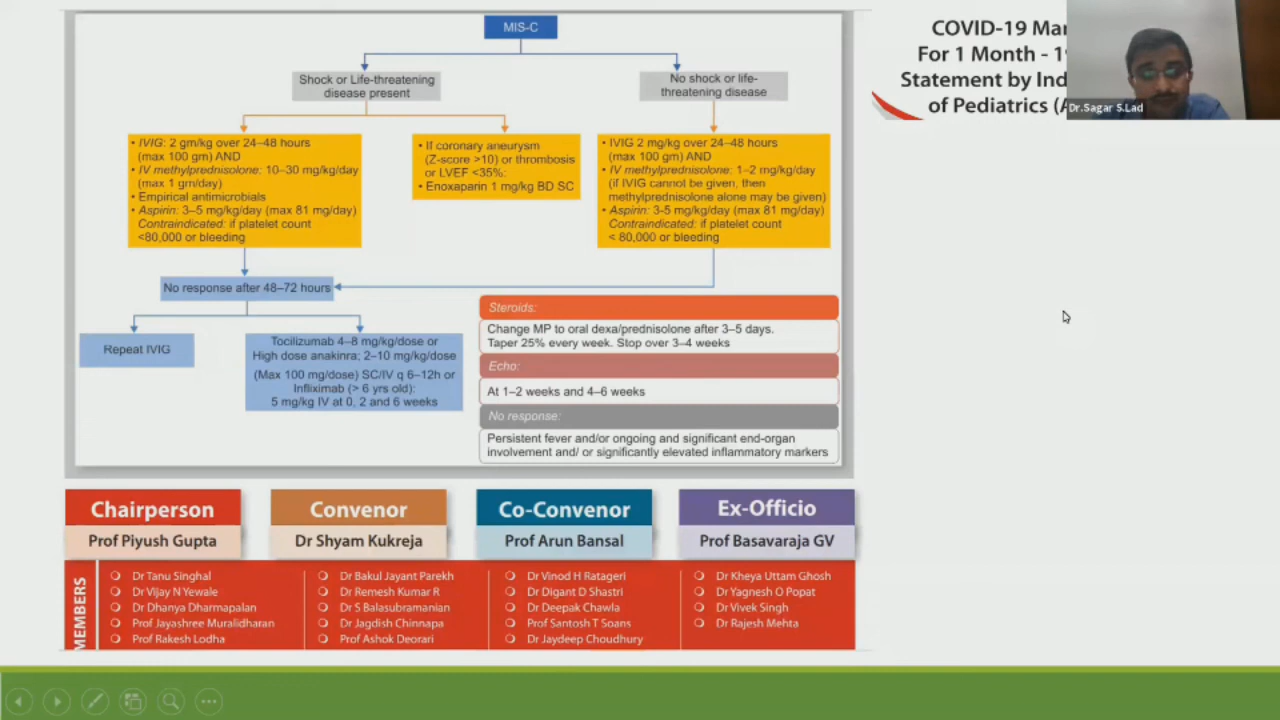 MIS-C
Shock or Life-threatening
disease present
No shock or life-
threatening disease
• IVIG: 2 gm/kg over 24–48 hours
(max 100 gm) AND
• IV methylprednisolone: 10–30 mg/kg/day
(max 1 gm/day)
• Empirical antimicrobials
• Aspirin: 3–5 mg/kg/day (max 81 mg/day)
Contraindicated: if platelet count
<80,000 or bleeding
• If coronary aneurysm
(Z-score >10) or thrombosis
or LVEF <35%:
• Enoxaparin 1 mg/kg BD SC
• IVIG 2 mg/kg over 24–48 hours
(max 100 gm) AND
• IV methylprednisolone: 1–2 mg/kg/day
(if IVIG cannot be given, then
methylprednisolone alone may be given)
• Aspirin: 3-5 mg/kg/day (max 81 mg/day)
Contraindicated: if platelet count
< 80,000 or bleeding
No response after 48–72 hours
Repeat IVIG
Tocilizumab 4–8 mg/kg/dose or
High dose anakinra; 2–10 mg/kg/dose
(Max 100 mg/dose) SC/IV q 6–12h or
Infliximab (> 6 yrs old):
5 mg/kg IV at 0, 2 and 6 weeks
Steroids:
Change MP to oral dexa/prednisolone after 3–5 days.
Taper 25% every week. Stop over 3–4 weeks
Echo:
At 1–2 weeks and 4–6 weeks
No response:
Persistent fever and/or ongoing and significant end-organ
involvement and/ or significantly elevated inflammatory markers
COVID-19
For 1 Month -
Statement by
of Pediatrics
Dr.Sagar S.Lad
Chairperson
Prof Piyush Gupta
Convenor
Dr Shyam Kukreja
Co-Convenor
Prof Arun Bansal
Ex-Officio
Prof Basavaraja GV
MEMBERS
Dr Tanu Singhal
Dr Vijay N Yewale
Dr Dhanya Dharmapalan
Prof Jayashree Muralidharan
Prof Rakesh Lodha
Dr Bakul Jayant Parekh
Dr Remesh Kumar R
Dr S Balasubramanian
Dr Jagdish Chinnapa
Prof Ashok Deorari
Dr Vinod H Ratageri
Dr Digant D Shastri
Dr Deepak Chawla
Prof Santosh T Soans
Dr Jaydeep Choudhury
Dr Kheya Uttam Ghosh
Dr Yagnesh O Popat
Dr Vivek Singh
Dr Rajesh Mehta